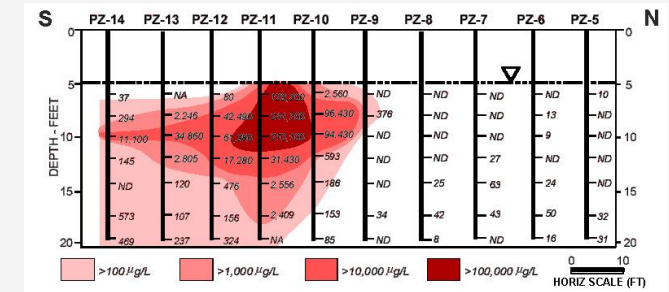 S PZ-14 PZ-13 PZ-12 PZ-11 PZ-10 PZ-9 PZ-8 PZ-7 PZ-6 PZ-5 N
0 0
5 5
37 NA 80 2.560 ND ND ND ND 10
294 2.246 42.490 96.430 376 ND ND 13 ND
10 10
11.100 34.860 94.430 ND ND ND 9 ND
145 2.805 17.280 31.430 593 ND ND 27 ND ND
15 15
ND 120 476 2.556 186 ND 25 63 24 ND
573 107 156 2,409 153 34 42 43 50 32
20 20
469 237 324 NA 85 ND 8 ND 16 31
DEPTH - FEET
>100 µg/L >1,000 µg/L >10,000 µg/L >100,000 µg/L
0 10
HORIZ SCALE (FT)